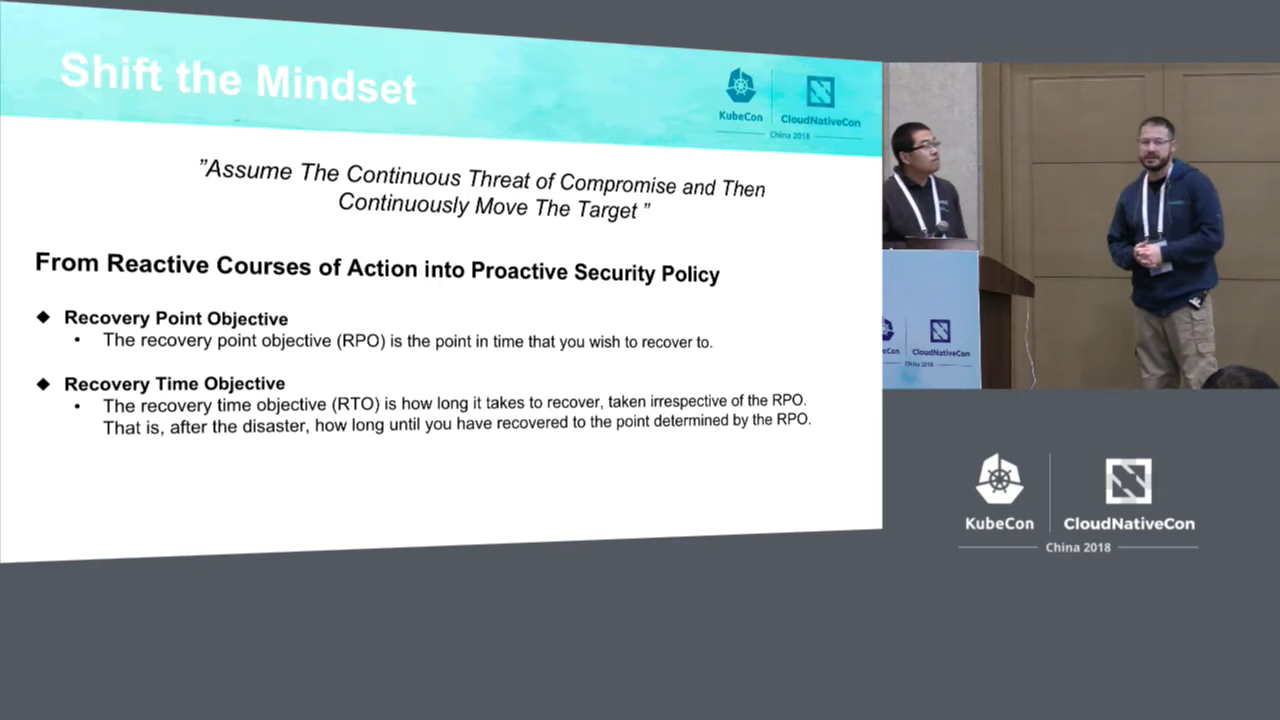 Shift the Mindset
KubeCon
CloudNativeCon
China 2018
”Assume The Continuous Threat of Compromise and Then
Continuously Move The Target ”
From Reactive Courses of Action into Proactive Security Policy
◆ Recovery Point Objective
• The recovery point objective (RPO) is the point in time that you wish to recover to.
◆ Recovery Time Objective
• The recovery time objective (RTO) is how long it takes to recover, taken irrespective of the RPO.
That is, after the disaster, how long until you have recovered to the point determined by the RPO.
eCon
CloudNativeCon
China 2018
KubeCon
CloudNativeCon
China 2018